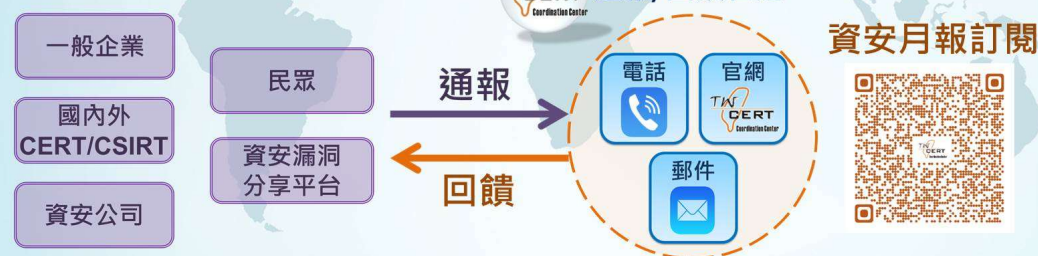 Coordination Center
資安月報訂閱
一般企業
國內外
CERT/CSIRT
資安公司
民眾
資安漏洞
分享平台
通報
回饋
電話
官網
TW
CERT
Coordination Center
郵件
TW
CERT